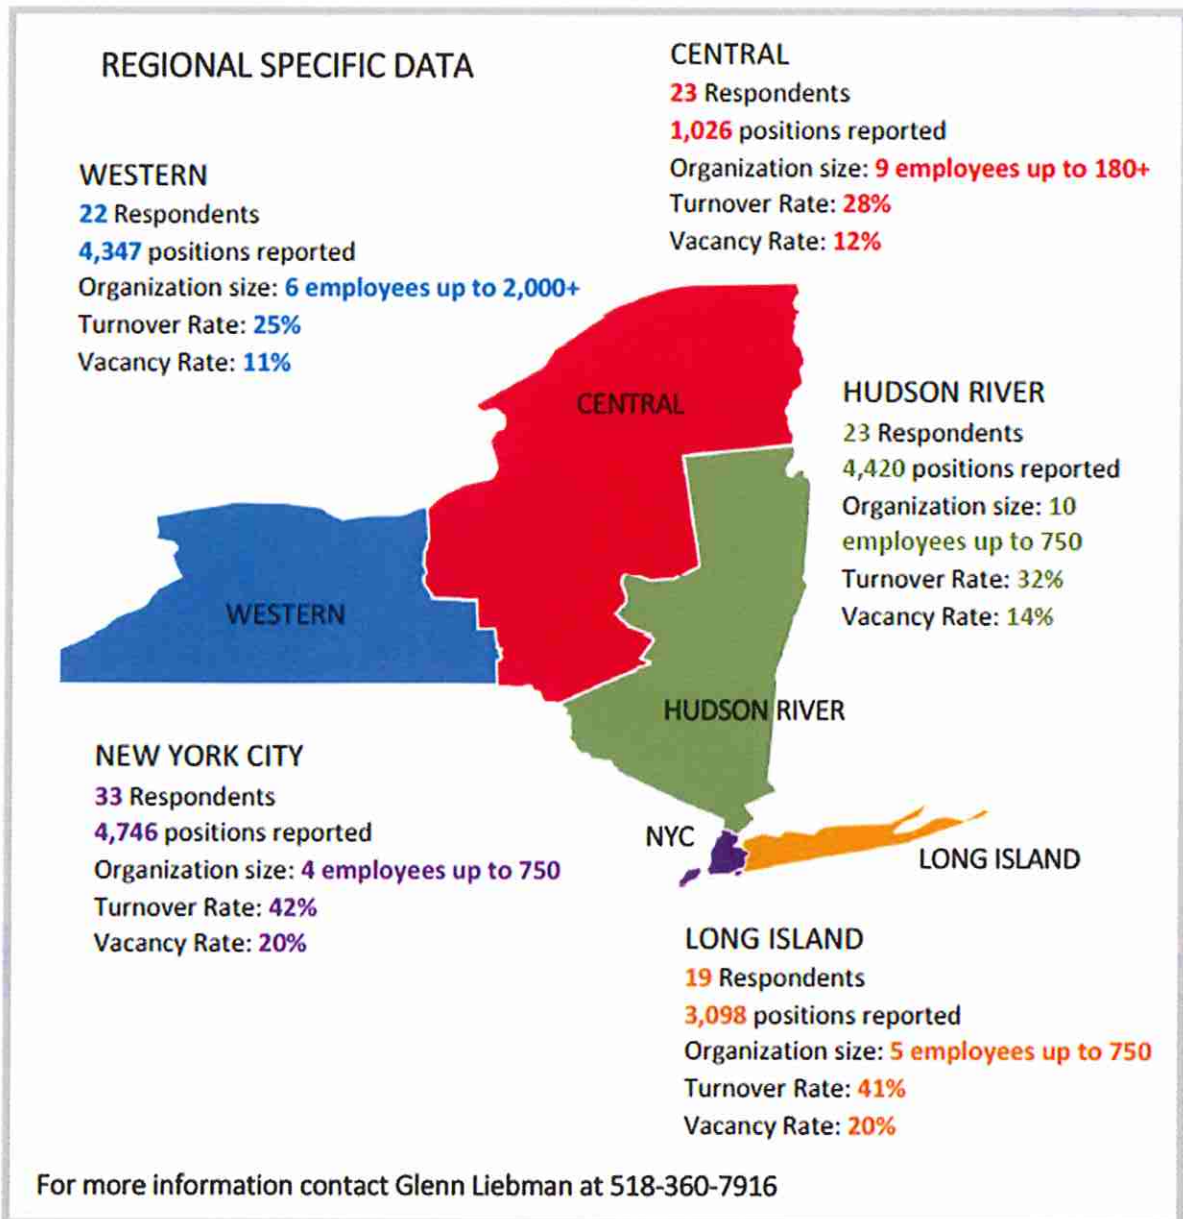 REGIONAL SPECIFIC DATA
CENTRAL
23 Respondents
1,026 positions reported
Organization size: 9 employees up to 180+
Turnover Rate: 28%
Vacancy Rate: 12%
WESTERN
22 Respondents
4,347 positions reported
Organization size: 6 employees up to 2,000+
Turnover Rate: 25%
Vacancy Rate: 11%
CENTRAL
HUDSON RIVER
23 Respondents
4,420 positions reported
Organization size: 10
employees up to 750
Turnover Rate: 32%
Vacancy Rate: 14%
WESTERN
HUDSON RIVER
NEW YORK CITY
33 Respondents
4,746 positions reported
Organization size: 4 employees up to 750
Turnover Rate: 42%
Vacancy Rate: 20%
NYC
LONG ISLAND
LONG ISLAND
19 Respondents
3,098 positions reported
Organization size: 5 employees up to 750
Turnover Rate: 41%
Vacancy Rate: 20%
For more information contact Glenn Liebman at 518-360-7916